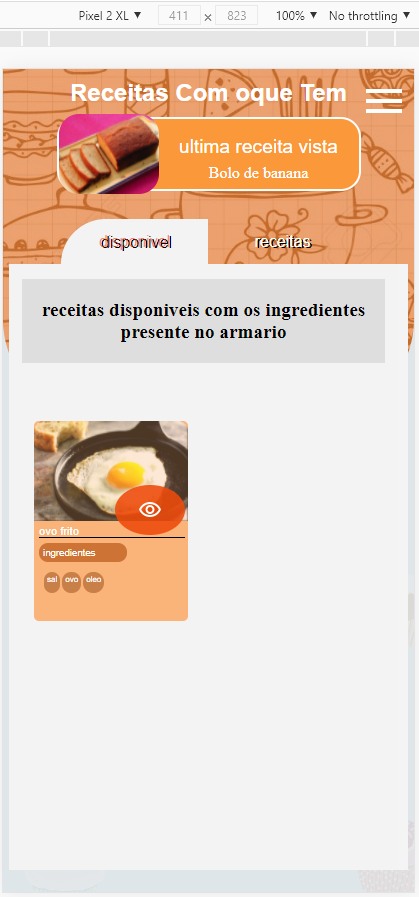 Pixel 2 XL ▼ 411 × 823 100% ▼ No throttling ▼
Receitas Com oque Tem
ultima receita vista
Bolo de banana
disponivel receitas
receitas disponiveis com os ingredientes
presente no armario
ovo frito
ingredientes
sal ovo oleo